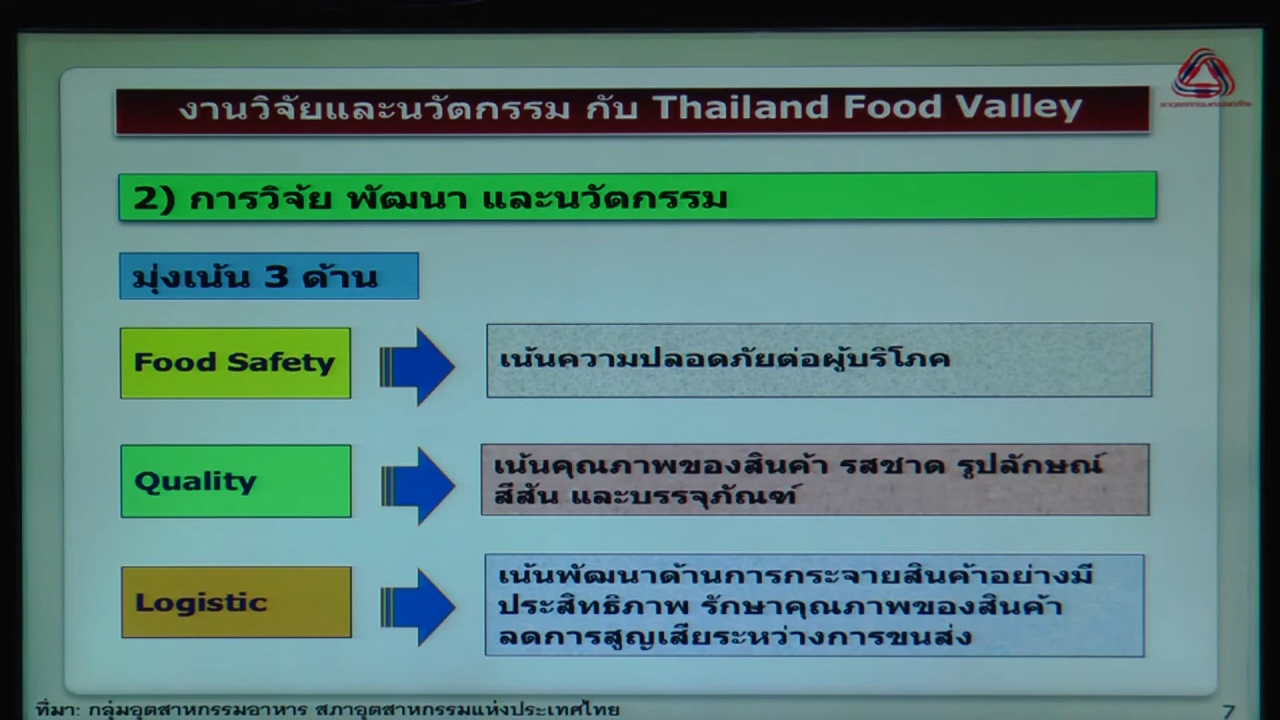 งานวิจัยและนวัตกรรม กับ Thailand Food Valley
2) การวิจัย พัฒนา และนวัตกรรม
มุ่งเน้น 3 ด้าน
Food Safety
เน้นความปลอดภัยต่อผู้บริโภค
Quality
เน้นคุณภาพของสินค้า รสชาด รูปลักษณ์
สีสัน และบรรจุภัณฑ์
Logistic
เน้นพัฒนาด้านการกระจายสินค้าอย่างมี
ประสิทธิภาพ รักษาคุณภาพของสินค้า
ลดการสูญเสียระหว่างการขนส่ง
ที่มา: กลุ่มอุตสาหกรรมอาหาร สภาอุตสาหกรรมแห่งประเทศไทย
7